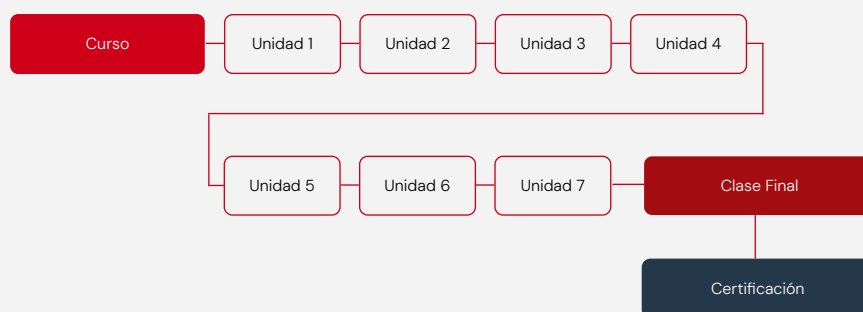 Curso
Unidad 1
Unidad 2
Unidad 3
Unidad 4
Unidad 5
Unidad 6
Unidad 7
Clase Final
Certificación